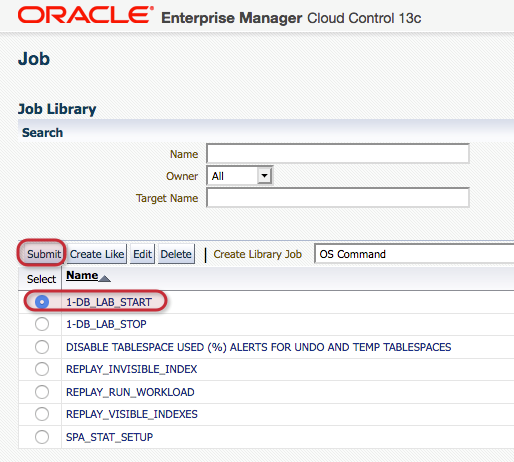 ORACLE Enterprise Manager Cloud Control 13c
Job
Job Library
Search
Name
Owner All
Target Name
Submit Create Like Edit Delete | Create Library Job OS Command
Select Name
1-DB_LAB_START
1-DB_LAB_STOP
DISABLE TABLESPACE USED (%) ALERTS FOR UNDO AND TEMP TABLESPACES
REPLAY_INVISIBLE_INDEX
REPLAY_RUN_WORKLOAD
REPLAY_VISIBLE_INDEXES
SPA_STAT_SETUP